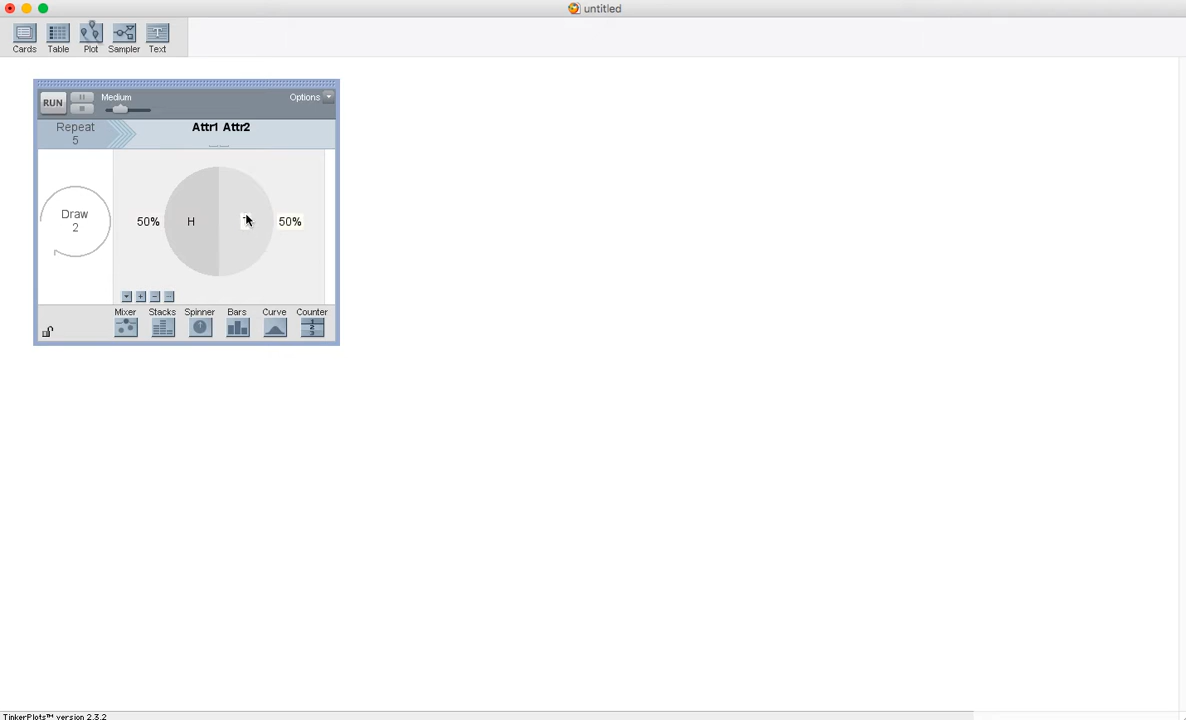 untitled
Cards Table Plot Sampler Text
RUN Medium Options
Repeat
5
Attr1 Attr2
Draw
2
50% H 50%
Mixer Stacks Spinner Bars Curve Counter
TinkerPlots™ version 2.3.2